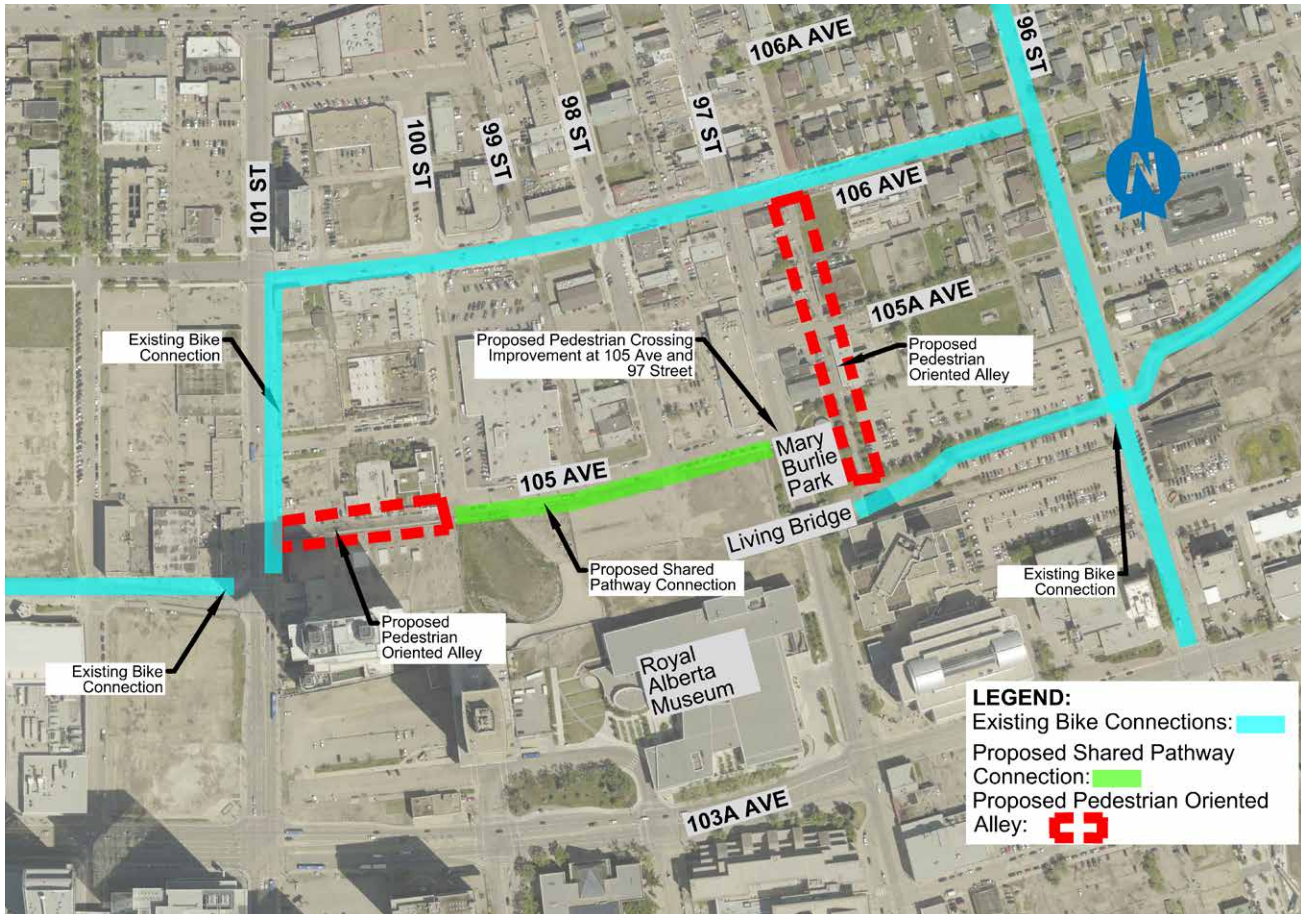 106A AVE
96 ST
98 ST
97 ST
100 ST
99 ST
101 ST
N
106 AVE
105A AVE
Existing Bike
Connection
Proposed Pedestrian Crossing
Improvement at 105 Ave and
97 Street
Proposed
Pedestrian
Oriented Alley
Mary
Burlie
Park
105 AVE
Living Bridge
Proposed Shared
Pathway Connection
Existing Bike
Connection
Proposed
Pedestrian
Oriented Alley
Existing Bike
Connection
Royal
Alberta
Museum
103A AVE
LEGEND:
Existing Bike Connections:
Proposed Shared Pathway
Connection:
Proposed Pedestrian Oriented
Alley: